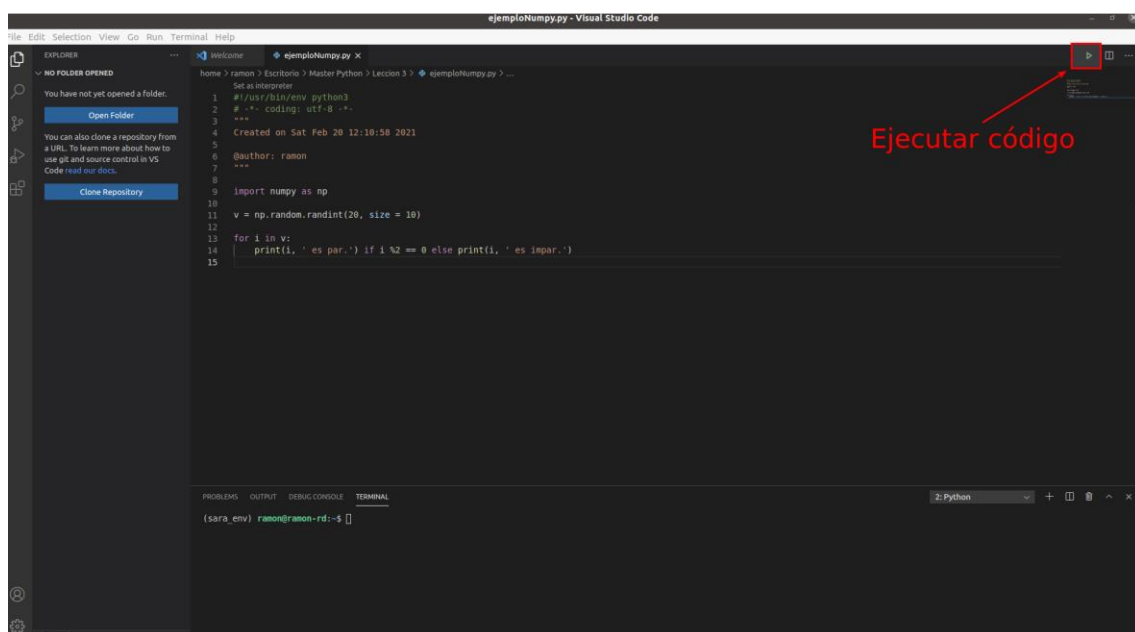 ejemploNumpy.py - Visual Studio Code
File Edit Selection View Go Run Terminal Help
EXPLORER ...
Welcome
ejemploNumpy.py ×
NO FOLDER OPENED
home > ramon > Escritorio > Master Python > Leccion 3 > ejemploNumpy.py > ...
You have not yet opened a folder.
Open Folder
You can also clone a repository from
a URL. To learn more about how to
use git and source control in VS
Code read our docs.
Clone Repository
Set as interpreter
1 #!/usr/bin/env python3
2 # -*- coding: utf-8 -*-
3 """
4 Created on Sat Feb 20 12:10:58 2021
5
6 @author: ramon
7 """
8
9 import numpy as np
10
11 v = np.random.randint(20, size = 10)
12
13 for i in v:
14 print(i, ' es par.') if i %2 == 0 else print(i, ' es impar.')
15
Ejecutar código
PROBLEMS OUTPUT DEBUG CONSOLE TERMINAL
2: Python
(sara_env) ramon@ramon-rd:~$